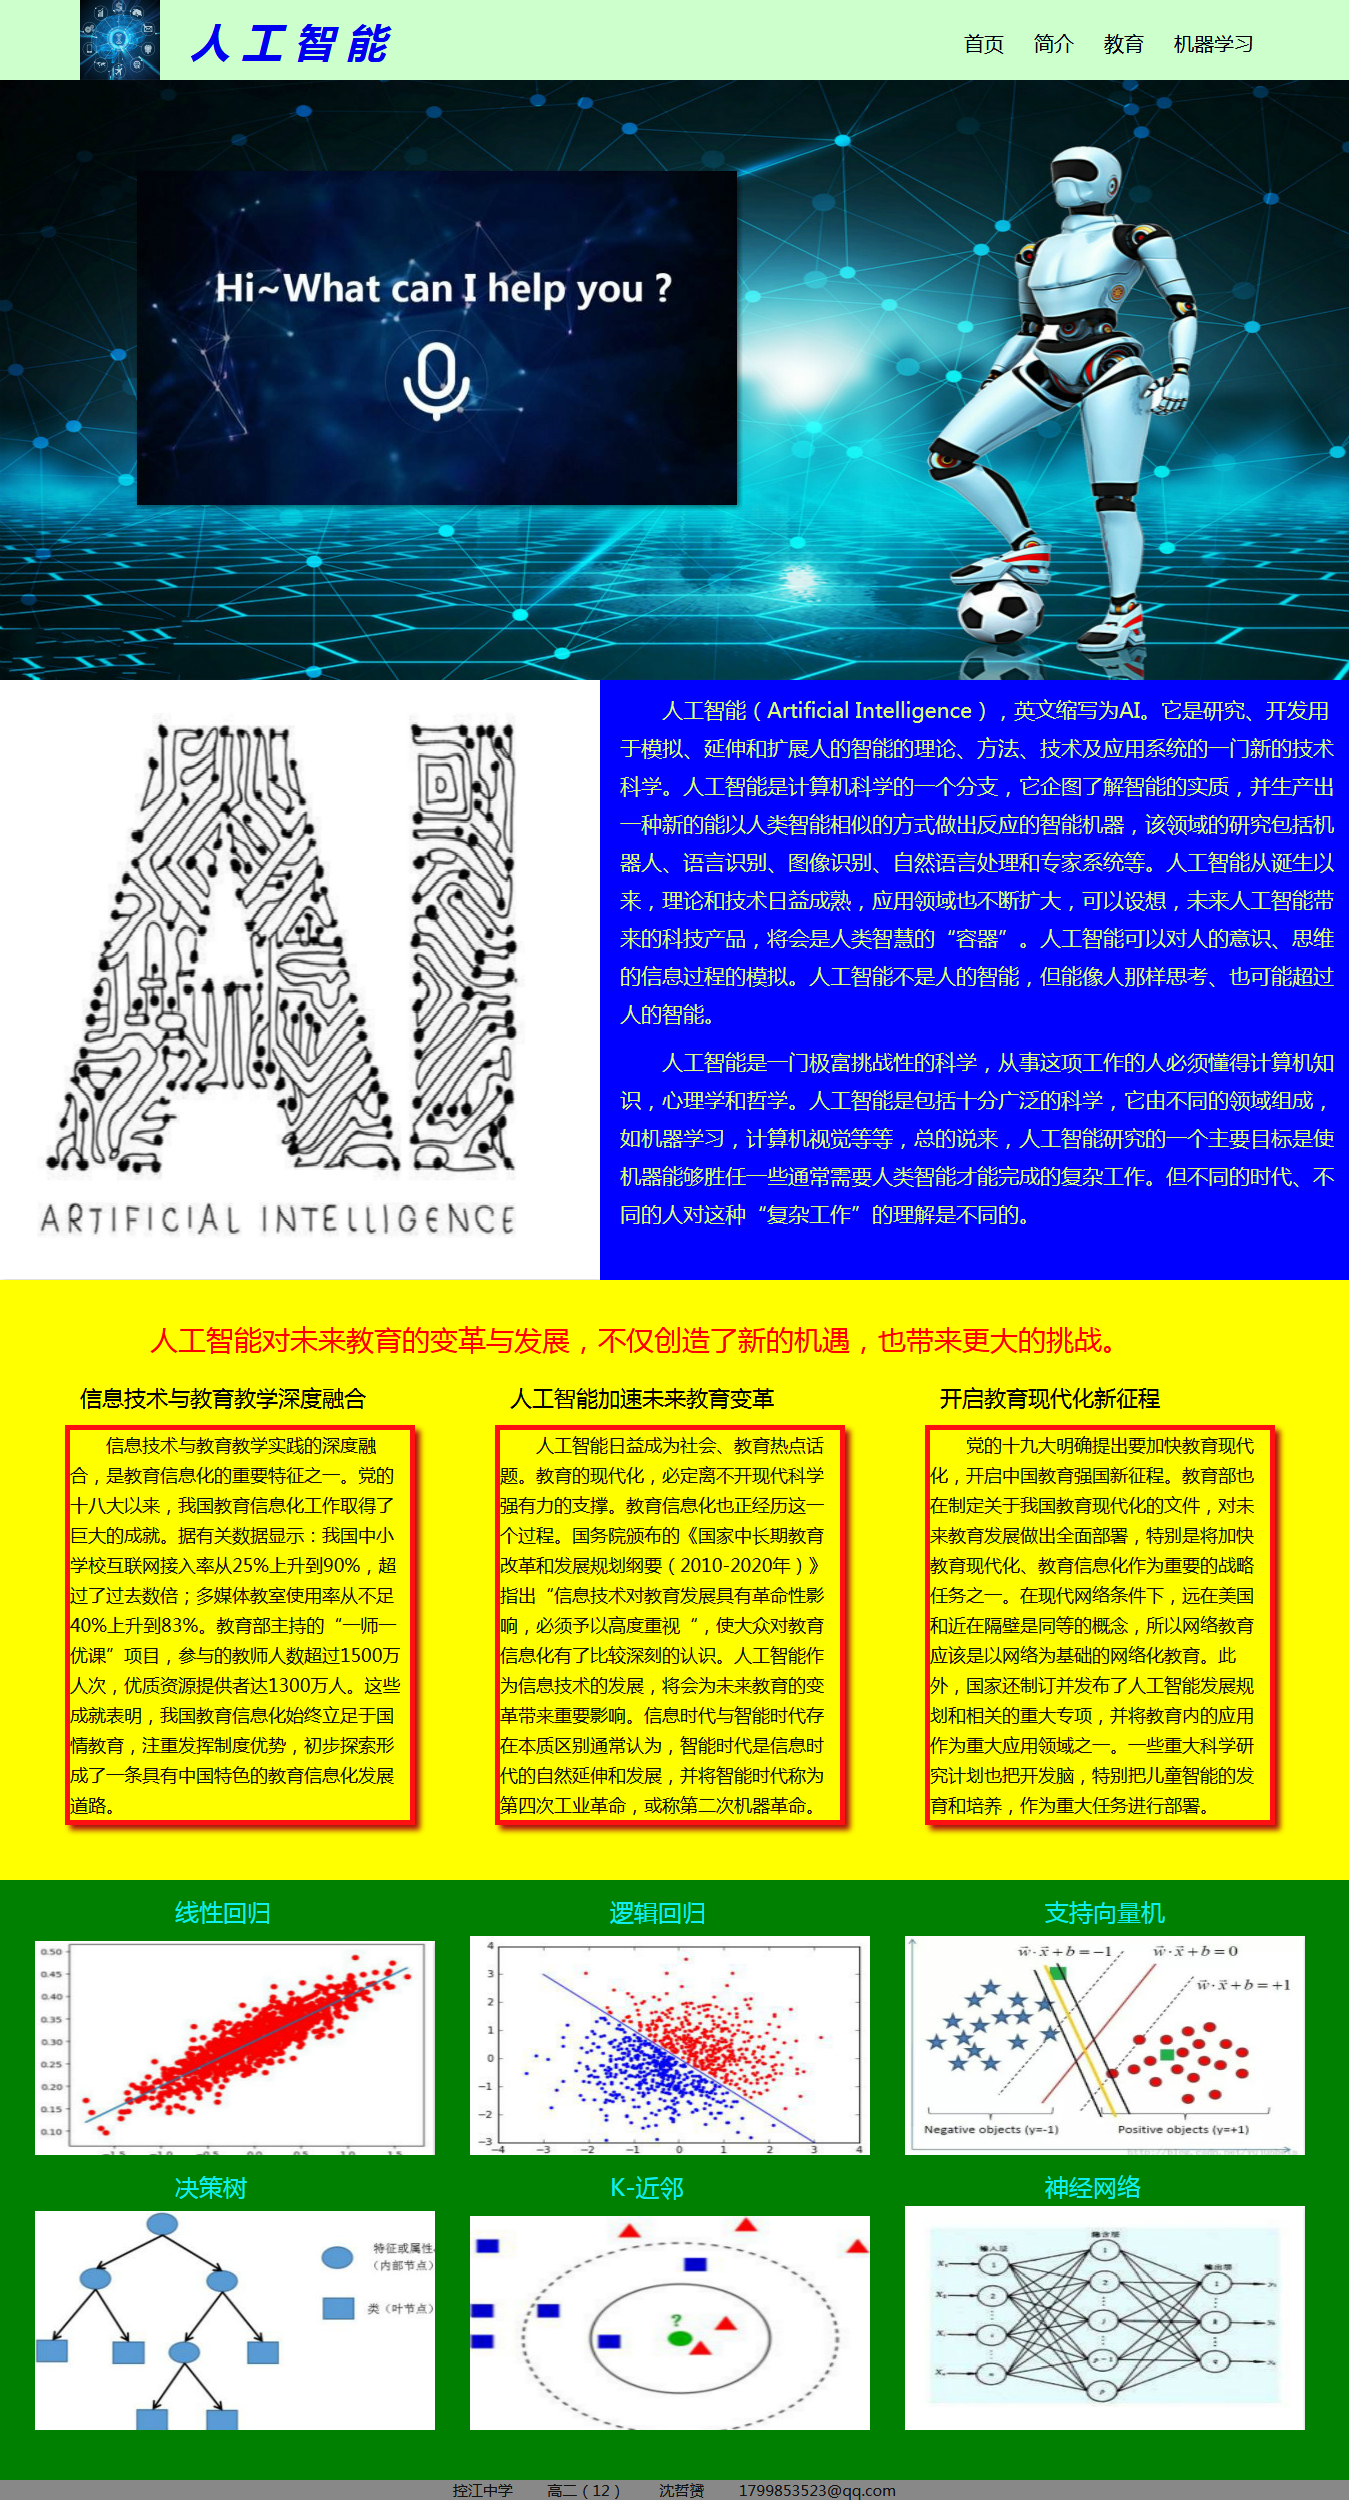 人工智能
首页 简介 教育 机器学习
Hi~What can I help you ?
人工智能（Artificial Intelligence），英文缩写为AI。它是研究、开发用
于模拟、延伸和扩展人的智能的理论、方法、技术及应用系统的一门新的技术
科学。人工智能是计算机科学的一个分支，它企图了解智能的实质，并生产出
一种新的能以人类智能相似的方式做出反应的智能机器，该领域的研究包括机
器人、语言识别、图像识别、自然语言处理和专家系统等。人工智能从诞生以
来，理论和技术日益成熟，应用领域也不断扩大，可以设想，未来人工智能带
来的科技产品，将会是人类智慧的“容器”。人工智能可以对人的意识、思维
的信息过程的模拟。人工智能不是人的智能，但能像人那样思考、也可能超过
人的智能。
人工智能是一门极富挑战性的科学，从事这项工作的人必须懂得计算机知
识，心理学和哲学。人工智能是包括十分广泛的科学，它由不同的领域组成，
如机器学习，计算机视觉等等，总的说来，人工智能研究的一个主要目标是使
机器能够胜任一些通常需要人类智能才能完成的复杂工作。但不同的时代、不
同的人对这种“复杂工作”的理解是不同的。
ARTIFICIAL INTELLIGENCE
人工智能对未来教育的变革与发展，不仅创造了新的机遇，也带来更大的挑战。
信息技术与教育教学深度融合
信息技术与教育教学实践的深度融
合，是教育信息化的重要特征之一。党的
十八大以来，我国教育信息化工作取得了
巨大的成就。据有关数据显示：我国中小
学校互联网接入率从25%上升到90%，超
过了过去数倍；多媒体教室使用率从不足
40%上升到83%。教育部主持的“一师一
优课”项目，参与的教师人数超过1500万
人次，优质资源提供者达1300万人。这些
成就表明，我国教育信息化始终立足于国
情教育，注重发挥制度优势，初步探索形
成了一条具有中国特色的教育信息化发展
道路。
人工智能加速未来教育变革
人工智能日益成为社会、教育热点话
题。教育的现代化，必定离不开现代科学
强有力的支撑。教育信息化也正经历这一
个过程。国务院颁布的《国家中长期教育
改革和发展规划纲要（2010-2020年）》
指出“信息技术对教育发展具有革命性影
响，必须予以高度重视“，使大众对教育
信息化有了比较深刻的认识。人工智能作
为信息技术的发展，将会为未来教育的变
革带来重要影响。信息时代与智能时代存
在本质区别通常认为，智能时代是信息时
代的自然延伸和发展，并将智能时代称为
第四次工业革命，或称第二次机器革命。
开启教育现代化新征程
党的十九大明确提出要加快教育现代
化，开启中国教育强国新征程。教育部也
在制定关于我国教育现代化的文件，对未
来教育发展做出全面部署，特别是将加快
教育现代化、教育信息化作为重要的战略
任务之一。在现代网络条件下，远在美国
和近在隔壁是同等的概念，所以网络教育
应该是以网络为基础的网络化教育。此
外，国家还制订并发布了人工智能发展规
划和相关的重大专项，并将教育内的应用
作为重大应用领域之一。一些重大科学研
究计划也把开发脑，特别把儿童智能的发
育和培养，作为重大任务进行部署。
线性回归
0.50
0.45
0.40
0.35
0.30
0.25
0.20
0.15
0.10
-1.5 -1.0 -0.5 0.0 0.5 1.0 1.5
逻辑回归
4
3
2
1
0
-1
-2
-3
-4 -3 -2 -1 0 1 2 3 4
支持向量机
w·x+b=-1 w·x+b=0
w·x+b=+1
Negative objects (y=-1) Positive objects (y=+1)
决策树
特征或属性
（内部节点）
类（叶节点）
K-近邻
?
神经网络
输入层 隐含层 输出层
控江中学 高二（12） 沈哲赟 1799853523@qq.com